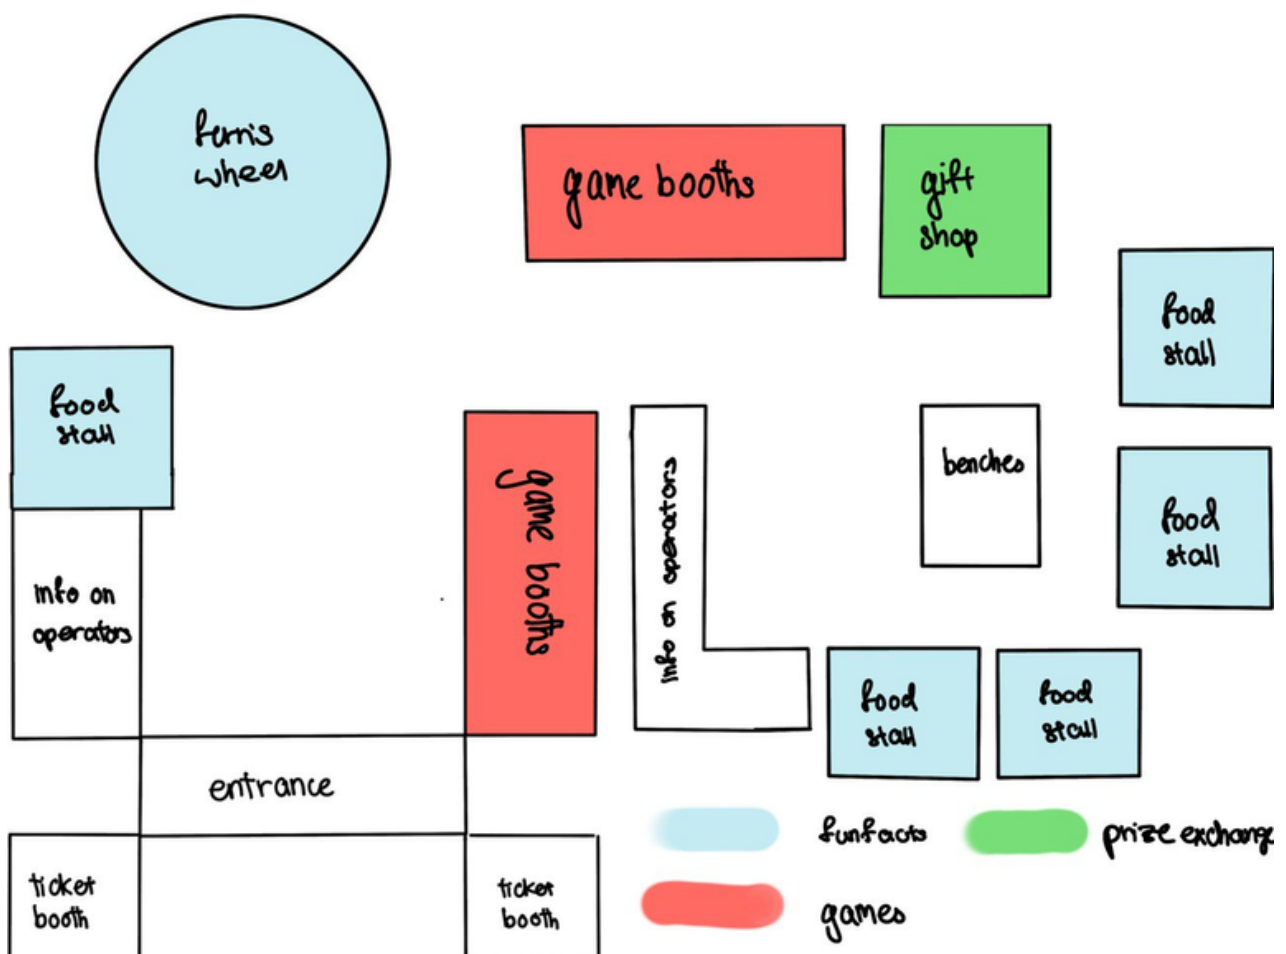 ferris
wheel
game booths
gift
shop
food
stall
food
stall
game booths
info on operators
benches
food
stall
info on
operators
food
stall
food
stall
entrance
funfacts
prize exchange
ticket
booth
ticket
booth
games